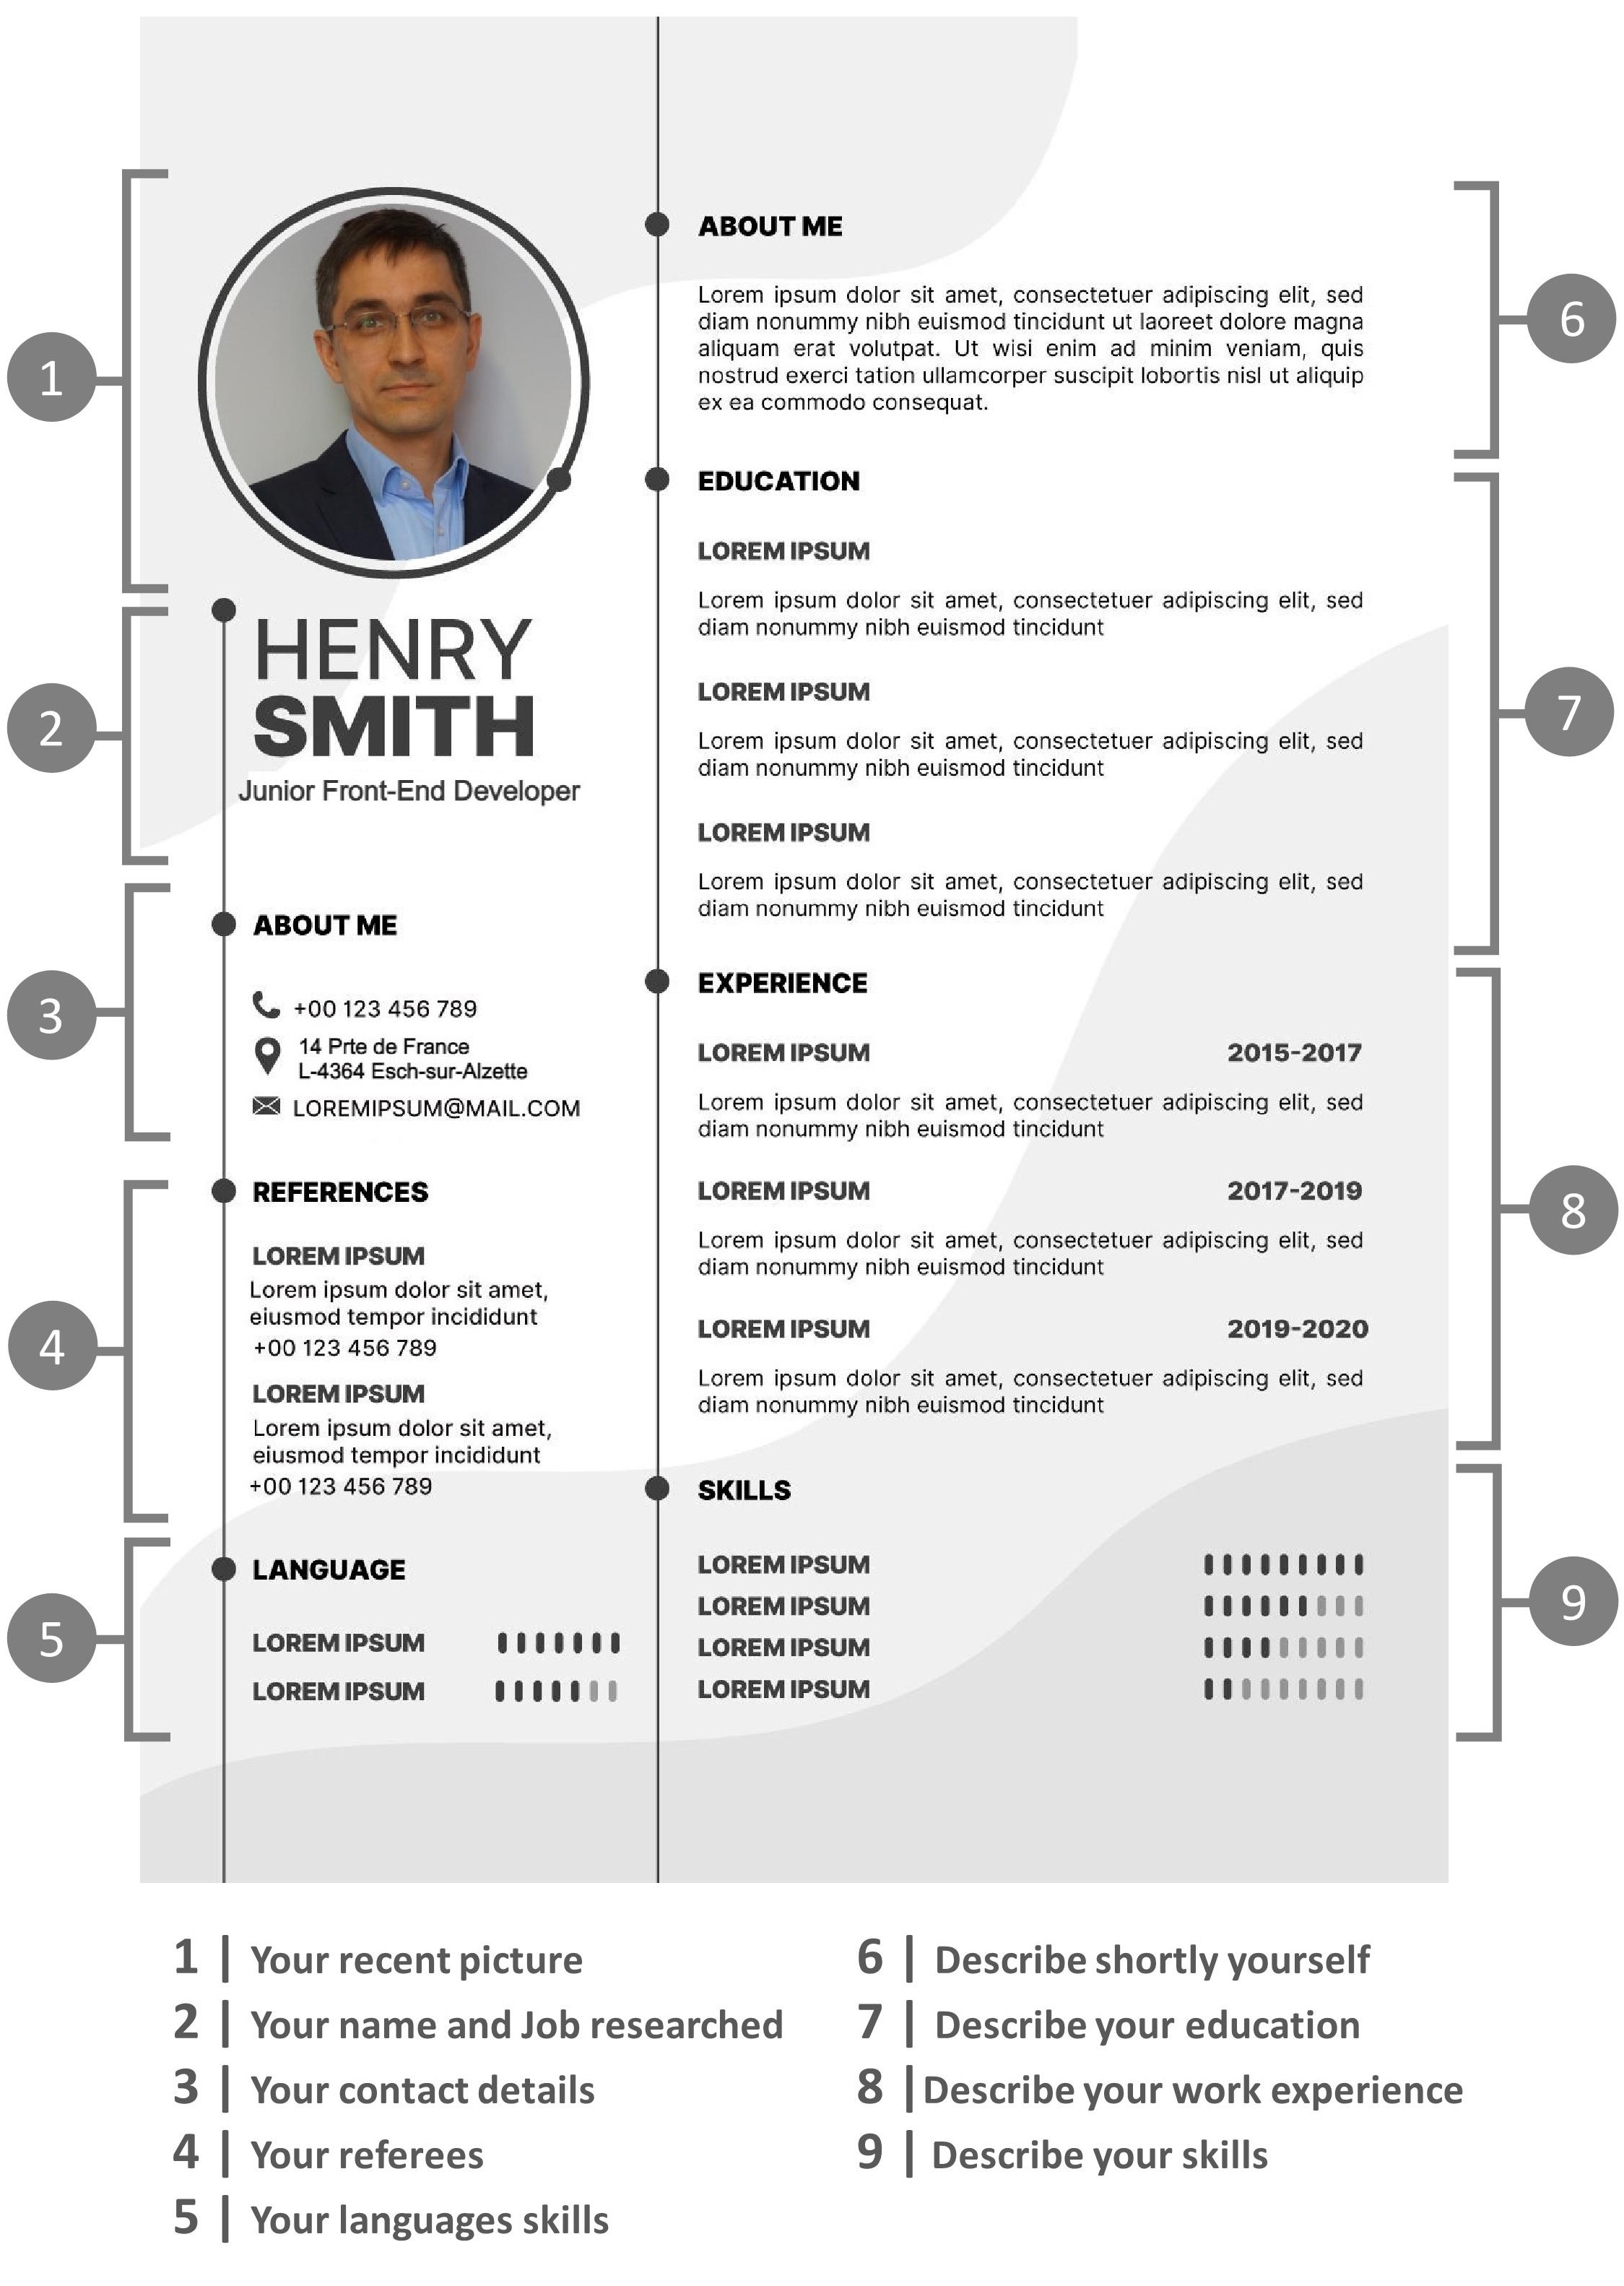 1
HENRY
SMITH
Junior Front-End Developer
2
ABOUT ME
+00 123 456 789
14 Prte de France
L-4364 Esch-sur-Alzette
LOREMIPSUM@MAIL.COM
3
REFERENCES
LOREM IPSUM
Lorem ipsum dolor sit amet,
eiusmod tempor incididunt
+00 123 456 789
LOREM IPSUM
Lorem ipsum dolor sit amet,
eiusmod tempor incididunt
+00 123 456 789
4
LANGUAGE
LOREM IPSUM
LOREM IPSUM
5
ABOUT ME
Lorem ipsum dolor sit amet, consectetuer adipiscing elit, sed
diam nonummy nibh euismod tincidunt ut laoreet dolore magna
aliquam erat volutpat. Ut wisi enim ad minim veniam, quis
nostrud exerci tation ullamcorper suscipit lobortis nisl ut aliquip
ex ea commodo consequat.
6
EDUCATION
LOREM IPSUM
Lorem ipsum dolor sit amet, consectetuer adipiscing elit, sed
diam nonummy nibh euismod tincidunt
LOREM IPSUM
Lorem ipsum dolor sit amet, consectetuer adipiscing elit, sed
diam nonummy nibh euismod tincidunt
LOREM IPSUM
Lorem ipsum dolor sit amet, consectetuer adipiscing elit, sed
diam nonummy nibh euismod tincidunt
7
EXPERIENCE
LOREM IPSUM 2015-2017
Lorem ipsum dolor sit amet, consectetuer adipiscing elit, sed
diam nonummy nibh euismod tincidunt
LOREM IPSUM 2017-2019
Lorem ipsum dolor sit amet, consectetuer adipiscing elit, sed
diam nonummy nibh euismod tincidunt
LOREM IPSUM 2019-2020
Lorem ipsum dolor sit amet, consectetuer adipiscing elit, sed
diam nonummy nibh euismod tincidunt
8
SKILLS
LOREM IPSUM
LOREM IPSUM
LOREM IPSUM
LOREM IPSUM
9
1 | Your recent picture
2 | Your name and Job researched
3 | Your contact details
4 | Your referees
5 | Your languages skills
6 | Describe shortly yourself
7 | Describe your education
8 | Describe your work experience
9 | Describe your skills